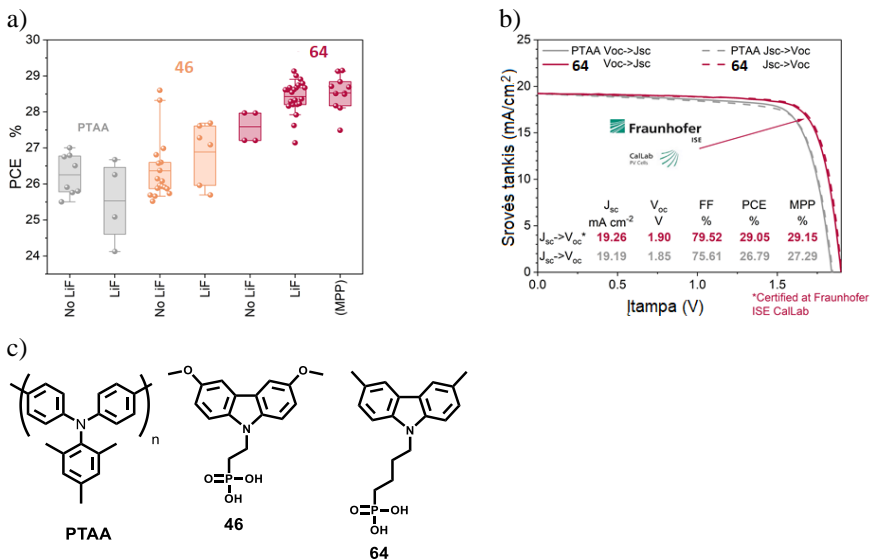 a)
64
46
PTAA
PCE %
29
28
27
26
25
24
No LiF
LiF
No LiF
LiF
No LiF
LiF
(MPP)
b)
Srovės tankis (mA/cm²)
25
20
15
10
5
0
PTAA Voc->Jsc PTAA Jsc->Voc
64 Voc->Jsc 64 Jsc->Voc
Fraunhofer
ISE
CalLab
PV Cells
Jsc Voc FF PCE MPP
mA cm⁻² V % % %
Jsc->Voc* 19.26 1.90 79.52 29.05 29.15
Jsc->Voc 19.19 1.85 75.61 26.79 27.29
0.0 0.5 1.0 1.5
Įtampa (V)
*Certified at Fraunhofer
ISE CalLab
c)
N
n
PTAA
O O
N
O P OH
OH
46
N
O P OH
OH
64